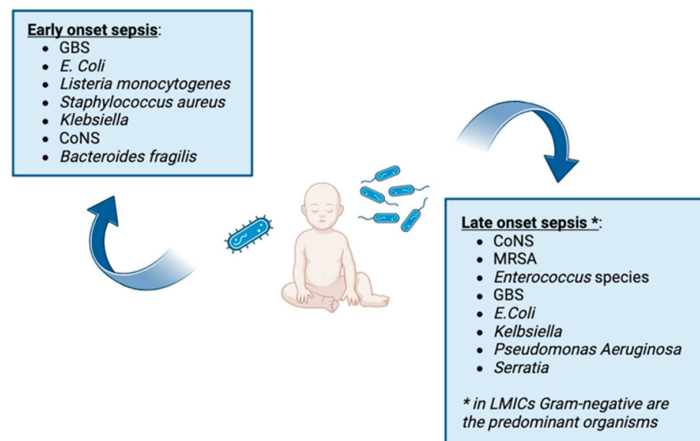 Early onset sepsis:
• GBS
• E. Coli
• Listeria monocytogenes
• Staphylococcus aureus
• Klebsiella
• CoNS
• Bacteroides fragilis
Late onset sepsis *:
• CoNS
• MRSA
• Enterococcus species
• GBS
• E.Coli
• Kelbsiella
• Pseudomonas Aeruginosa
• Serratia
* in LMICs Gram-negative are
the predominant organisms